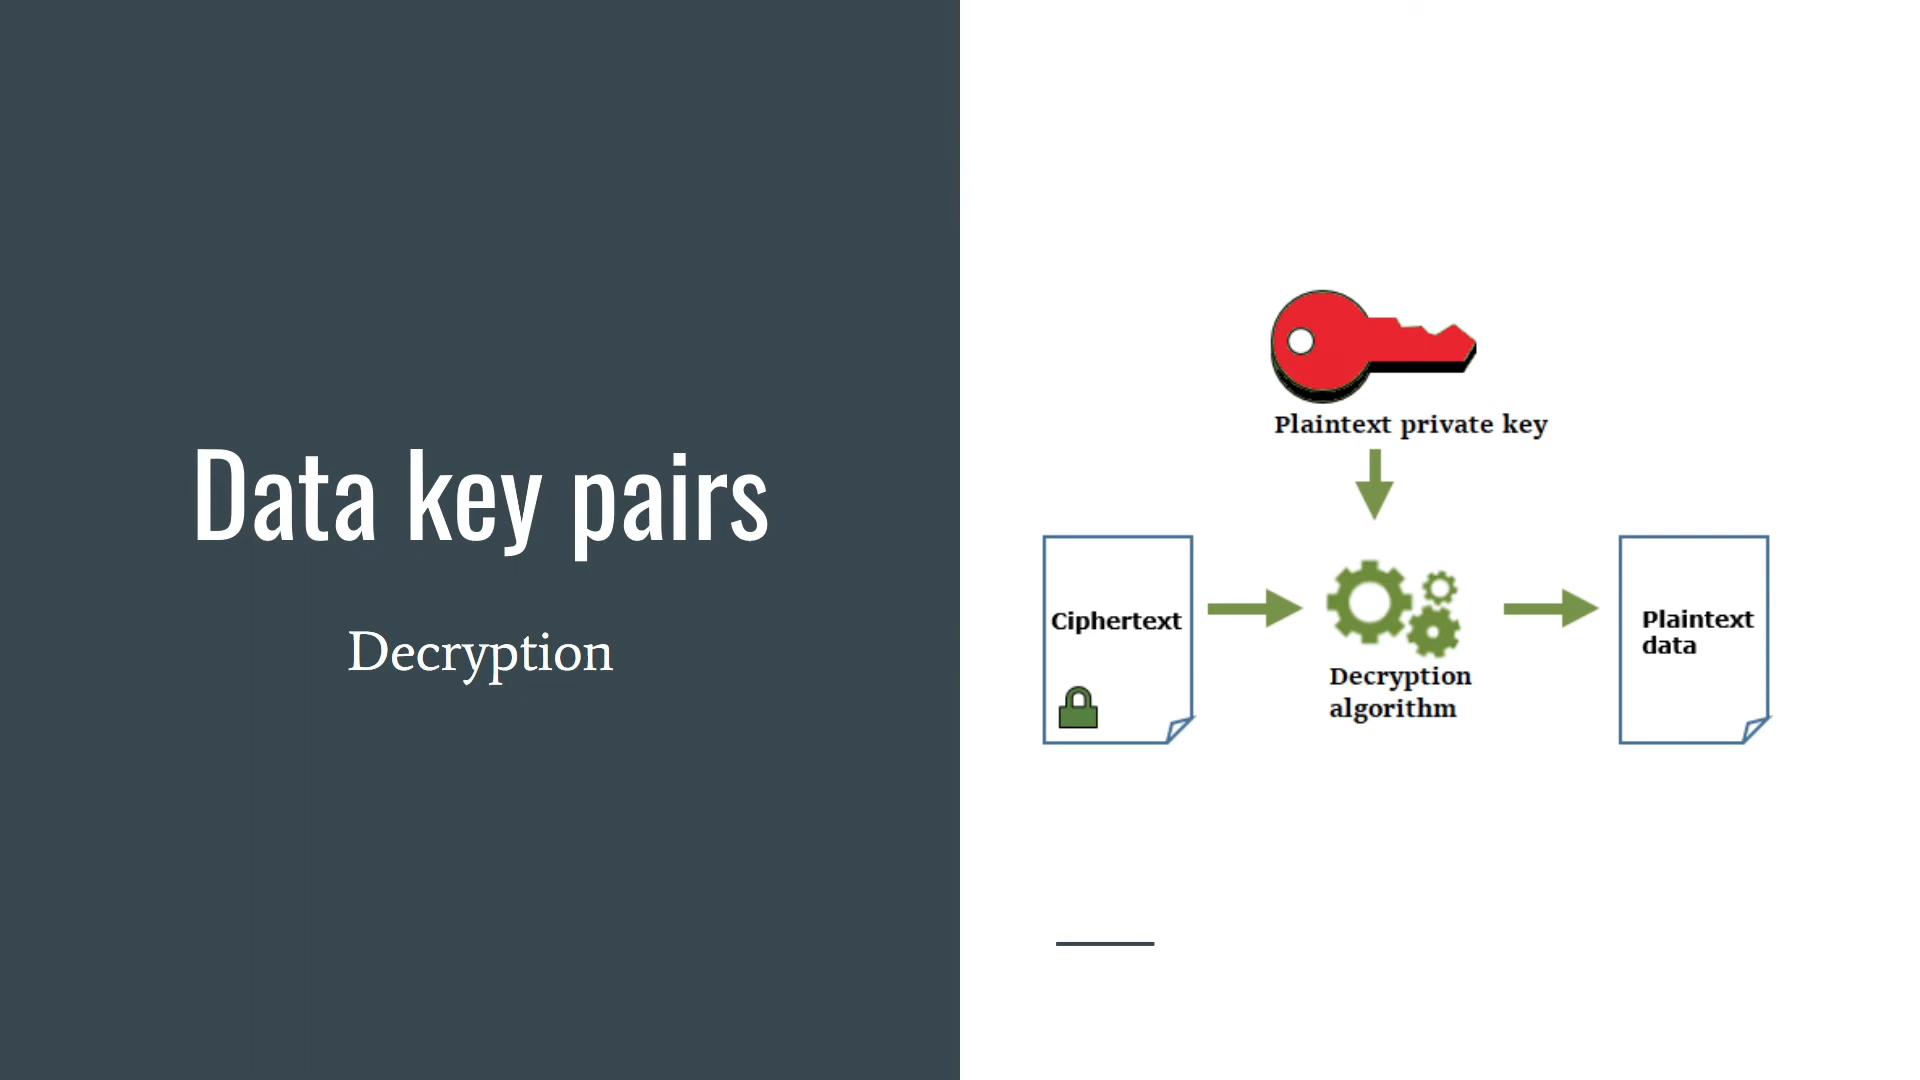 Data key pairs
Decryption
Plaintext private key
Ciphertext
Decryption
algorithm
Plaintext
data